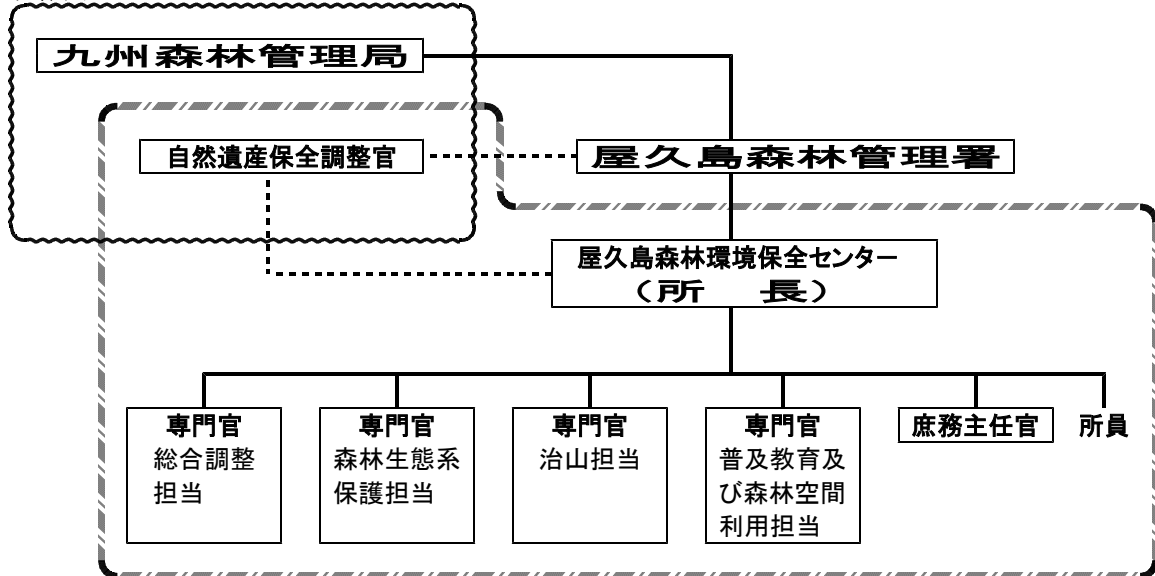 九州森林管理局
自然遺産保全調整官
屋久島森林管理署
屋久島森林環境保全センター
（所　長）
専門官
総合調整
担当
専門官
森林生態系
保護担当
専門官
治山担当
専門官
普及教育及
び森林空間
利用担当
庶務主任官
所員